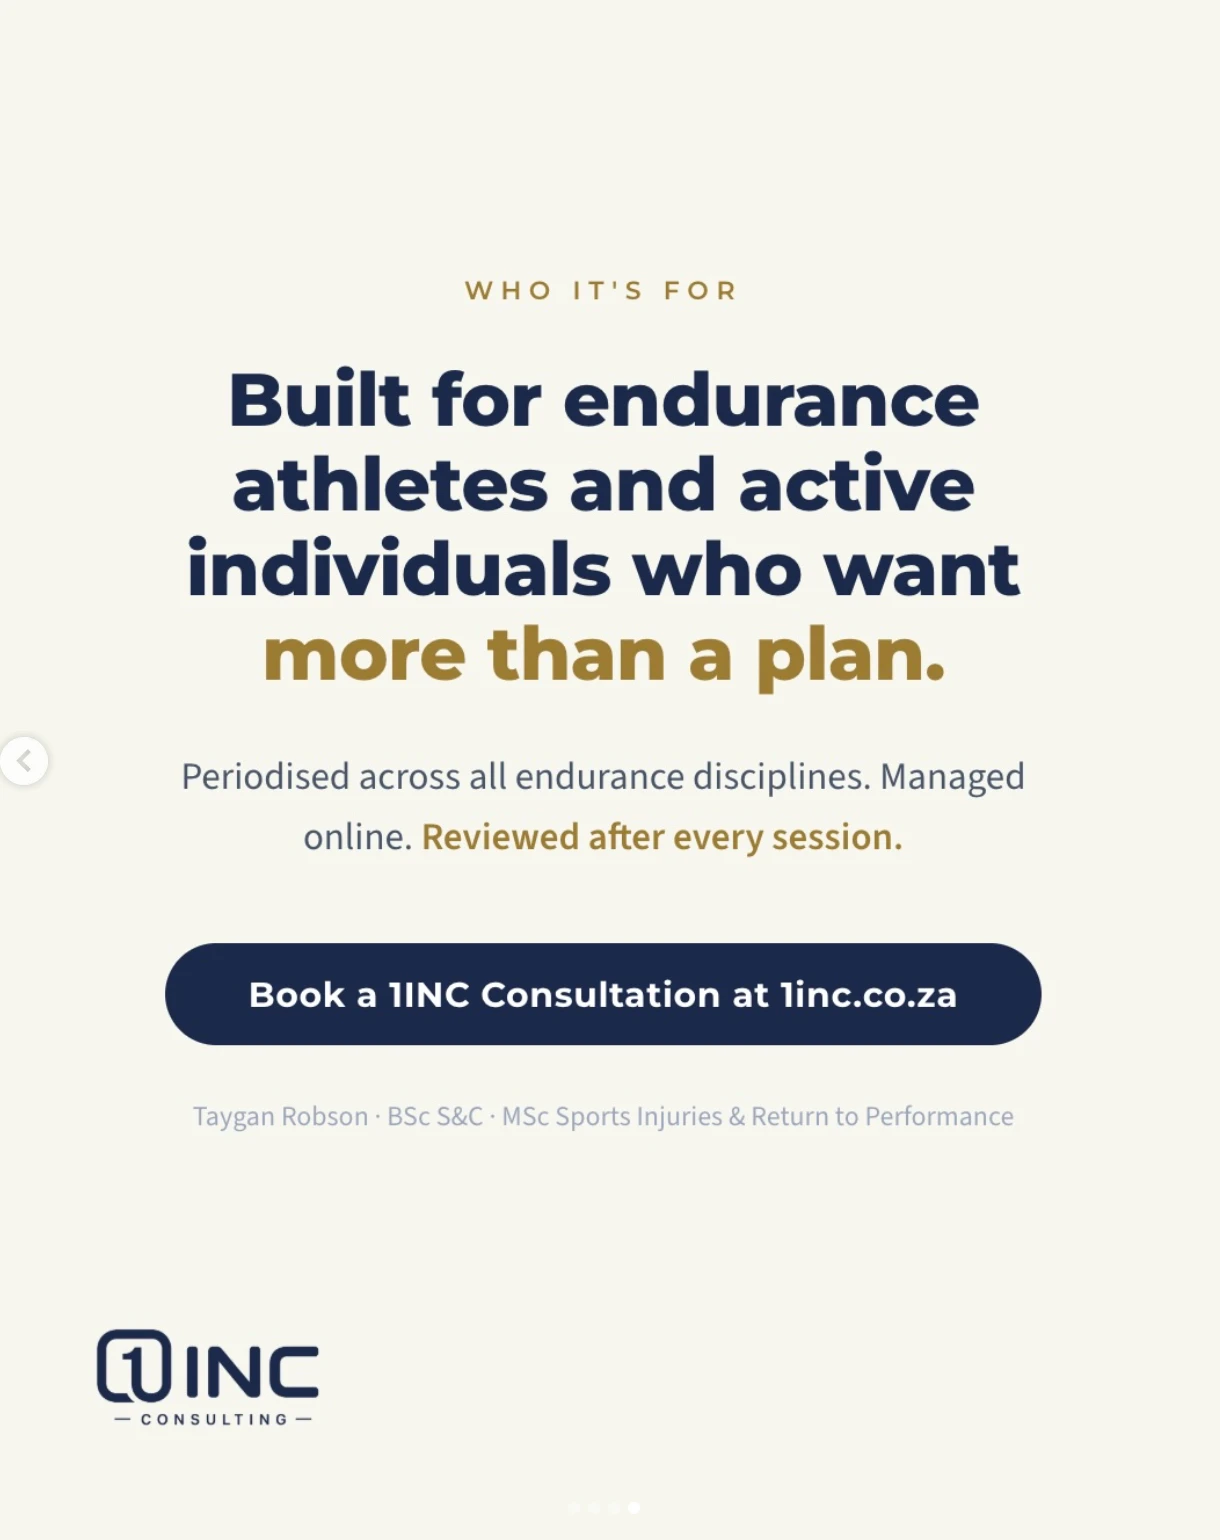 WHO IT'S FOR
Built for endurance
athletes and active
individuals who want
more than a plan.
Periodised across all endurance disciplines. Managed
online. Reviewed after every session.
Book a 1INC Consultation at 1inc.co.za
Taygan Robson · BSc S&C · MSc Sports Injuries & Return to Performance
1INC
— CONSULTING —